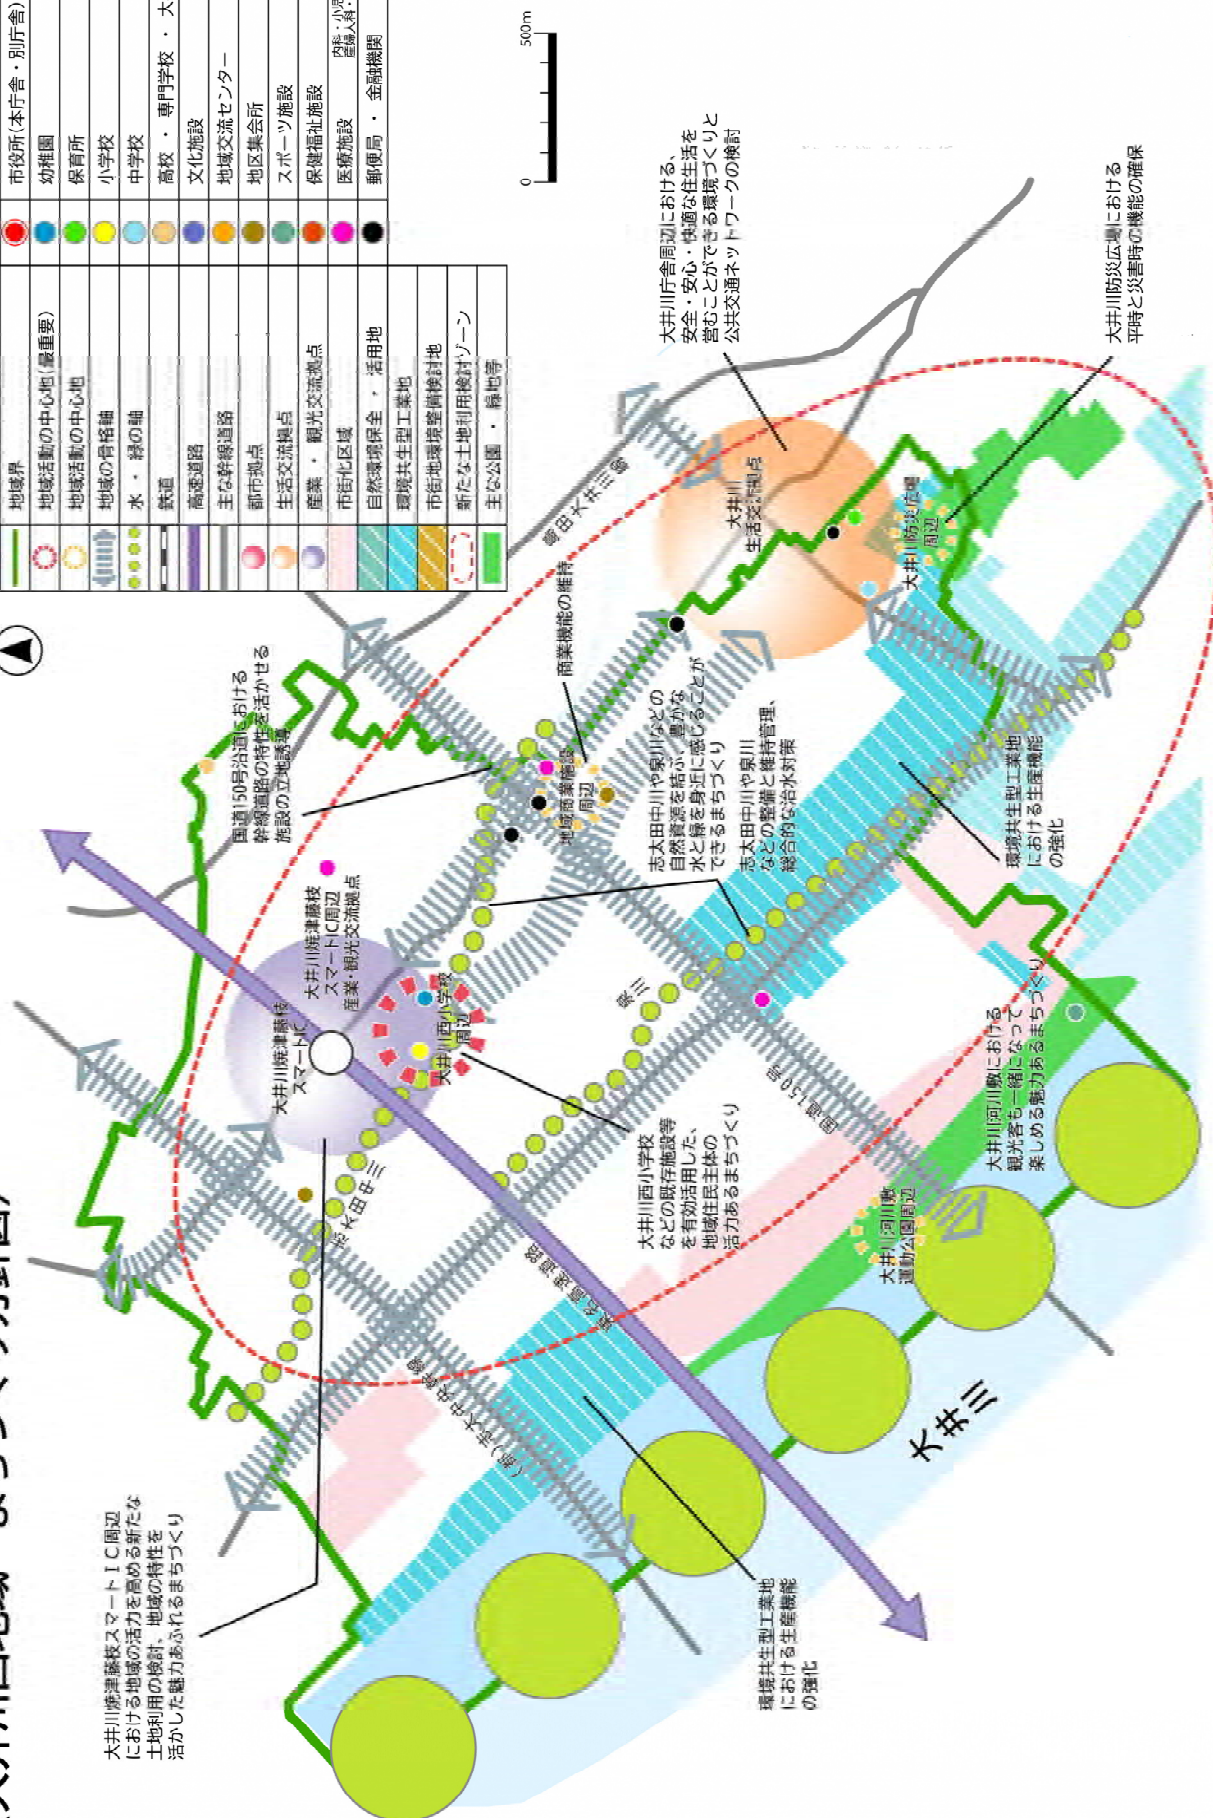 地域界
地域活動の中心地(最重要)
地域活動の中心地
地域の骨格軸
水・緑の軸
鉄道
高速道路
主な幹線道路
都市拠点
生活交流拠点
産業・観光交流拠点
市街化区域
自然環境保全・活用地
環境共生型工業地
市街地環境整備検討地
新たな土地利用検討ゾーン
主な公園・緑地等
市役所(本庁舎・別庁舎)
幼稚園
保育所
小学校
中学校
高校・専門学校・大
文化施設
地域交流センター
地区集会所
スポーツ施設
保健福祉施設
医療施設
内科・小児
産婦人科・
郵便局・金融機関
0
500m
大井川焼津藤枝スマートIC周辺
における地域の活力を高める新たな
土地利用の検討、地域の特性を
活かした魅力あふれるまちづくり
国道150号沿道における
幹線道路の特性を活かせる
施設の立地誘導
大井川焼津藤枝
スマートIC
大井川焼津藤枝
スマートIC周辺
産業・観光交流拠点
大井川西小学校
周辺
志太田中川
泉川
(都)志太中央幹線
東名高速道路
国道150号
商業機能の維持
地域商業施設
周辺
大井川
生活交流拠点
大井川庁舎周辺における、
安全・安心・快適な住生活を
営むことができる環境づくりと
公共交通ネットワークの検討
大井川防災広場
周辺
大井川防災広場における
平時と災害時の機能の確保
志太田中川や泉川などの
自然資源を結ぶ、豊かな
水と緑を身近に感じることが
できるまちづくり
志太田中川や泉川
などの整備と維持管理、
総合的な治水対策
環境共生型工業地
における生産機能
の強化
大井川西小学校
などの既存施設等
を有効活用した、
地域住民主体の
活力あるまちづくり
大井川河川敷における
観光客も一緒になって
楽しめる魅力あるまちづくり
大井川河川敷
運動公園周辺
大井川
環境共生型工業地
における生産機能
の強化